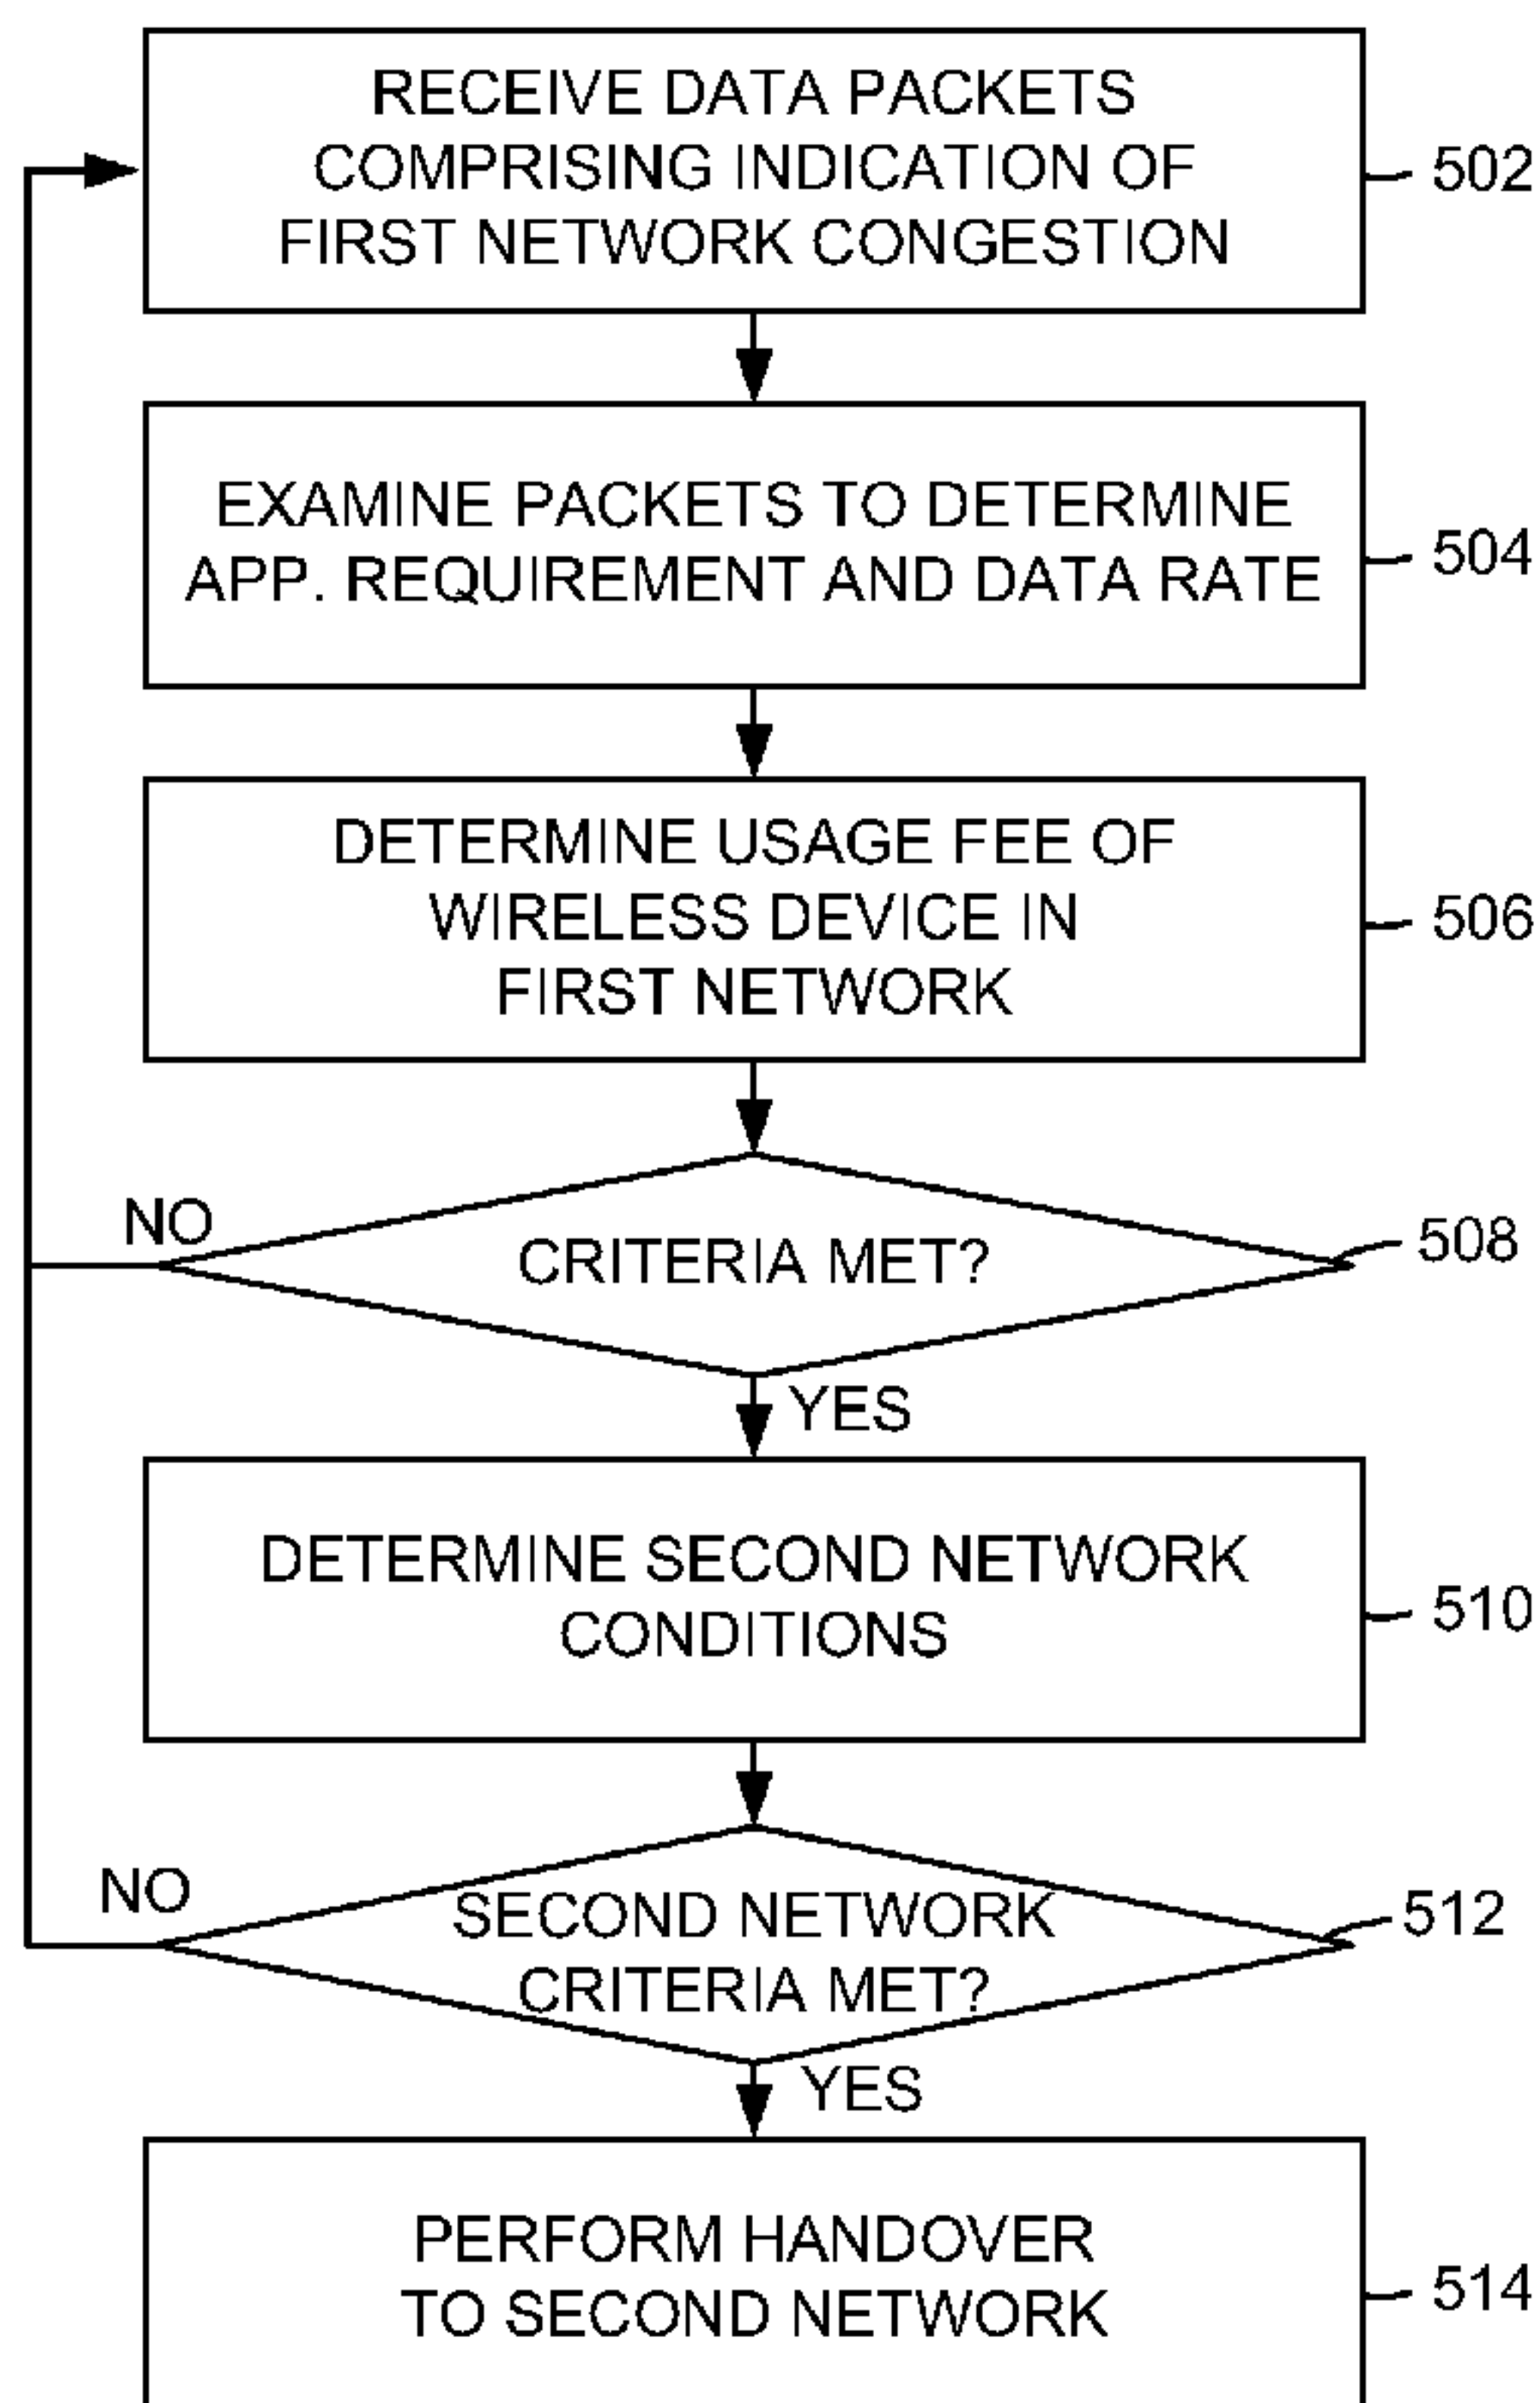 RECEIVE DATA PACKETS
COMPRISING INDICATION OF
FIRST NETWORK CONGESTION
502
EXAMINE PACKETS TO DETERMINE
APP. REQUIREMENT AND DATA RATE
504
DETERMINE USAGE FEE OF
WIRELESS DEVICE IN
FIRST NETWORK
506
NO
CRITERIA MET?
508
YES
DETERMINE SECOND NETWORK
CONDITIONS
510
NO
SECOND NETWORK
CRITERIA MET?
512
YES
PERFORM HANDOVER
TO SECOND NETWORK
514